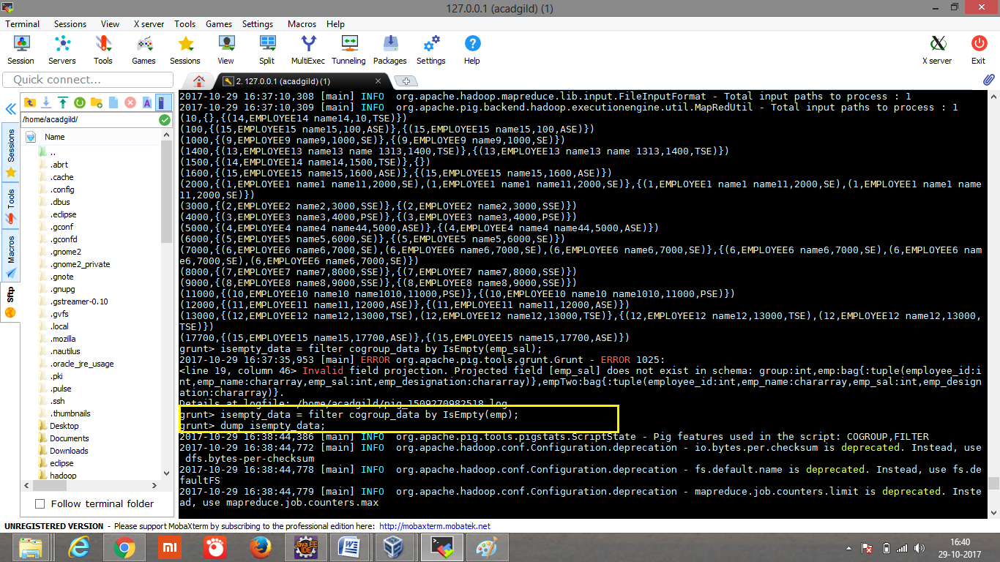 127.0.0.1 (acadgild) (1)
Terminal Sessions View X server Tools Games Settings Macros Help
Session Servers Tools Games Sessions View Split MultiExec Tunneling Packages Settings Help X server Exit
Quick connect...
2. 127.0.0.1 (acadgild) (1)
/home/acadgild/
Name
..
.abrt
.cache
.config
.dbus
.eclipse
.gconf
.gconfd
.gnome2
.gnome2_private
.gnote
.gnupg
.gstreamer-0.10
.gvfs
.local
.mozilla
.nautilus
.oracle_jre_usage
.pki
.pulse
.ssh
.thumbnails
Desktop
Documents
Downloads
eclipse
hadoop
Follow terminal folder
Sessions
Tools
Macros
Sftp
2017-10-29 16:37:10,308 [main] INFO  org.apache.hadoop.mapreduce.lib.input.FileInputFormat - Total input paths to process : 1
2017-10-29 16:37:10,309 [main] INFO  org.apache.pig.backend.hadoop.executionengine.util.MapRedUtil - Total input paths to process : 1
(10,{},{(14,EMPLOYEE14 name14,10,TSE)})
(100,{(15,EMPLOYEE15 name15,100,ASE)},{(15,EMPLOYEE15 name15,100,ASE)})
(1000,{(9,EMPLOYEE9 name9,1000,SE)},{(9,EMPLOYEE9 name9,1000,SE)})
(1400,{(13,EMPLOYEE13 name13 name 1313,1400,TSE)},{(13,EMPLOYEE13 name13 name 1313,1400,TSE)})
(1500,{(14,EMPLOYEE14 name14,1500,TSE)},{})
(1600,{(15,EMPLOYEE15 name15,1600,ASE)},{(15,EMPLOYEE15 name15,1600,ASE)})
(2000,{(1,EMPLOYEE1 name1 name11,2000,SE),(1,EMPLOYEE1 name1 name11,2000,SE)},{(1,EMPLOYEE1 name1 name11,2000,SE),(1,EMPLOYEE1 name1 name
11,2000,SE)})
(3000,{(2,EMPLOYEE2 name2,3000,SSE)},{(2,EMPLOYEE2 name2,3000,SSE)})
(4000,{(3,EMPLOYEE3 name3,4000,PSE)},{(3,EMPLOYEE3 name3,4000,PSE)})
(5000,{(4,EMPLOYEE4 name4 name44,5000,ASE)},{(4,EMPLOYEE4 name4 name44,5000,ASE)})
(6000,{(5,EMPLOYEE5 name5,6000,SE)},{(5,EMPLOYEE5 name5,6000,SE)})
(7000,{(6,EMPLOYEE6 name6,7000,SE),(6,EMPLOYEE6 name6,7000,SE),(6,EMPLOYEE6 name6,7000,SE)},{(6,EMPLOYEE6 name6,7000,SE),(6,EMPLOYEE6 nam
e6,7000,SE),(6,EMPLOYEE6 name6,7000,SE)})
(8000,{(7,EMPLOYEE7 name7,8000,SSE)},{(7,EMPLOYEE7 name7,8000,SSE)})
(9000,{(8,EMPLOYEE8 name8,9000,SSE)},{(8,EMPLOYEE8 name8,9000,SSE)})
(11000,{(10,EMPLOYEE10 name10 name1010,11000,PSE)},{(10,EMPLOYEE10 name10 name1010,11000,PSE)})
(12000,{(11,EMPLOYEE11 name11,12000,ASE)},{(11,EMPLOYEE11 name11,12000,ASE)})
(13000,{(12,EMPLOYEE12 name12,13000,TSE),(12,EMPLOYEE12 name12,13000,TSE)},{(12,EMPLOYEE12 name12,13000,TSE),(12,EMPLOYEE12 name12,13000,
TSE)})
(17700,{(15,EMPLOYEE15 name15,17700,ASE)},{(15,EMPLOYEE15 name15,17700,ASE)})
grunt> isempty_data = filter cogroup_data by IsEmpty(emp_sal);
2017-10-29 16:37:35,953 [main] ERROR org.apache.pig.tools.grunt.Grunt - ERROR 1025:
<line 19, column 46> Invalid field projection. Projected field [emp_sal] does not exist in schema: group:int,emp:bag{:tuple(employee_id:i
nt,emp_name:chararray,emp_sal:int,emp_designation:chararray)},empTwo:bag{:tuple(employee_id:int,emp_name:chararray,emp_sal:int,emp_design
ation:chararray)}.
Details at logfile: /home/acadgild/pig_1509270982518.log
grunt> isempty_data = filter cogroup_data by IsEmpty(emp);
grunt> dump isempty_data;
2017-10-29 16:38:44,386 [main] INFO  org.apache.pig.tools.pigstats.ScriptState - Pig features used in the script: COGROUP,FILTER
2017-10-29 16:38:44,772 [main] INFO  org.apache.hadoop.conf.Configuration.deprecation - io.bytes.per.checksum is deprecated. Instead, use
dfs.bytes-per-checksum
2017-10-29 16:38:44,778 [main] INFO  org.apache.hadoop.conf.Configuration.deprecation - fs.default.name is deprecated. Instead, use fs.de
faultFS
2017-10-29 16:38:44,779 [main] INFO  org.apache.hadoop.conf.Configuration.deprecation - mapreduce.job.counters.limit is deprecated. Inste
ad, use mapreduce.job.counters.max
UNREGISTERED VERSION - Please support MobaXterm by subscribing to the professional edition here: http://mobaxterm.mobatek.net
mi
Java EE
IDE
16:40
29-10-2017